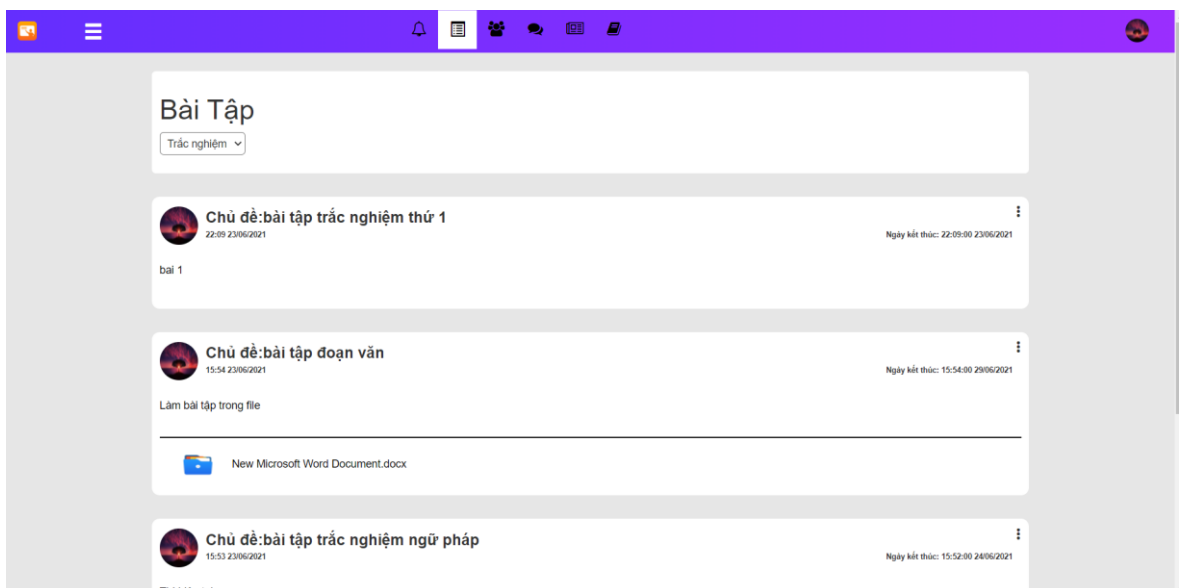 Bài Tập
Trắc nghiệm
Chủ đề:bài tập trắc nghiệm thứ 1
22:09 23/06/2021
Ngày kết thúc: 22:09:00 23/06/2021
bai 1
Chủ đề:bài tập đoạn văn
15:54 23/06/2021
Ngày kết thúc: 15:54:00 29/06/2021
Làm bài tập trong file
New Microsoft Word Document.docx
Chủ đề:bài tập trắc nghiệm ngữ pháp
15:53 23/06/2021
Ngày kết thúc: 15:52:00 24/06/2021